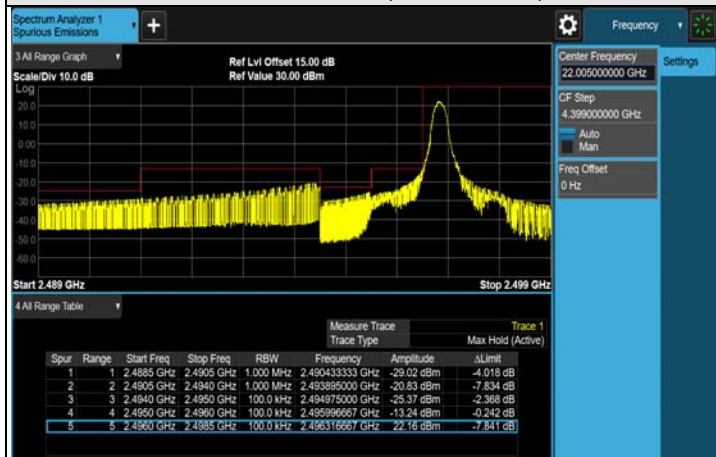 Spectrum Analyzer 1
Spurious Emissions
+
Frequency
3 All Range Graph
Ref Lvl Offset 15.00 dB
Scale/Div 10.0 dB
Ref Value 30.00 dBm
Log
20.0
10.0
0.00
-10.0
-20.0
-30.0
-40.0
-50.0
-60.0
Start 2.489 GHz
Stop 2.499 GHz
Center Frequency
22.005000000 GHz
Settings
CF Step
4.399000000 GHz
Auto
Man
Freq Offset
0 Hz
4 All Range Table
Measure Trace Trace 1
Trace Type Max Hold (Active)
Spur Range Start Freq Stop Freq RBW Frequency Amplitude ΔLimit
1 1 2.4885 GHz 2.4905 GHz 1.000 MHz 2.490433333 GHz -29.02 dBm -4.018 dB
2 2 2.4905 GHz 2.4940 GHz 1.000 MHz 2.493895000 GHz -20.83 dBm -7.834 dB
3 3 2.4940 GHz 2.4950 GHz 100.0 kHz 2.494975000 GHz -25.37 dBm -2.368 dB
4 4 2.4950 GHz 2.4960 GHz 100.0 kHz 2.495996667 GHz -13.24 dBm -0.242 dB
5 5 2.4960 GHz 2.4985 GHz 100.0 kHz 2.496316667 GHz 22.16 dBm -7.841 dB